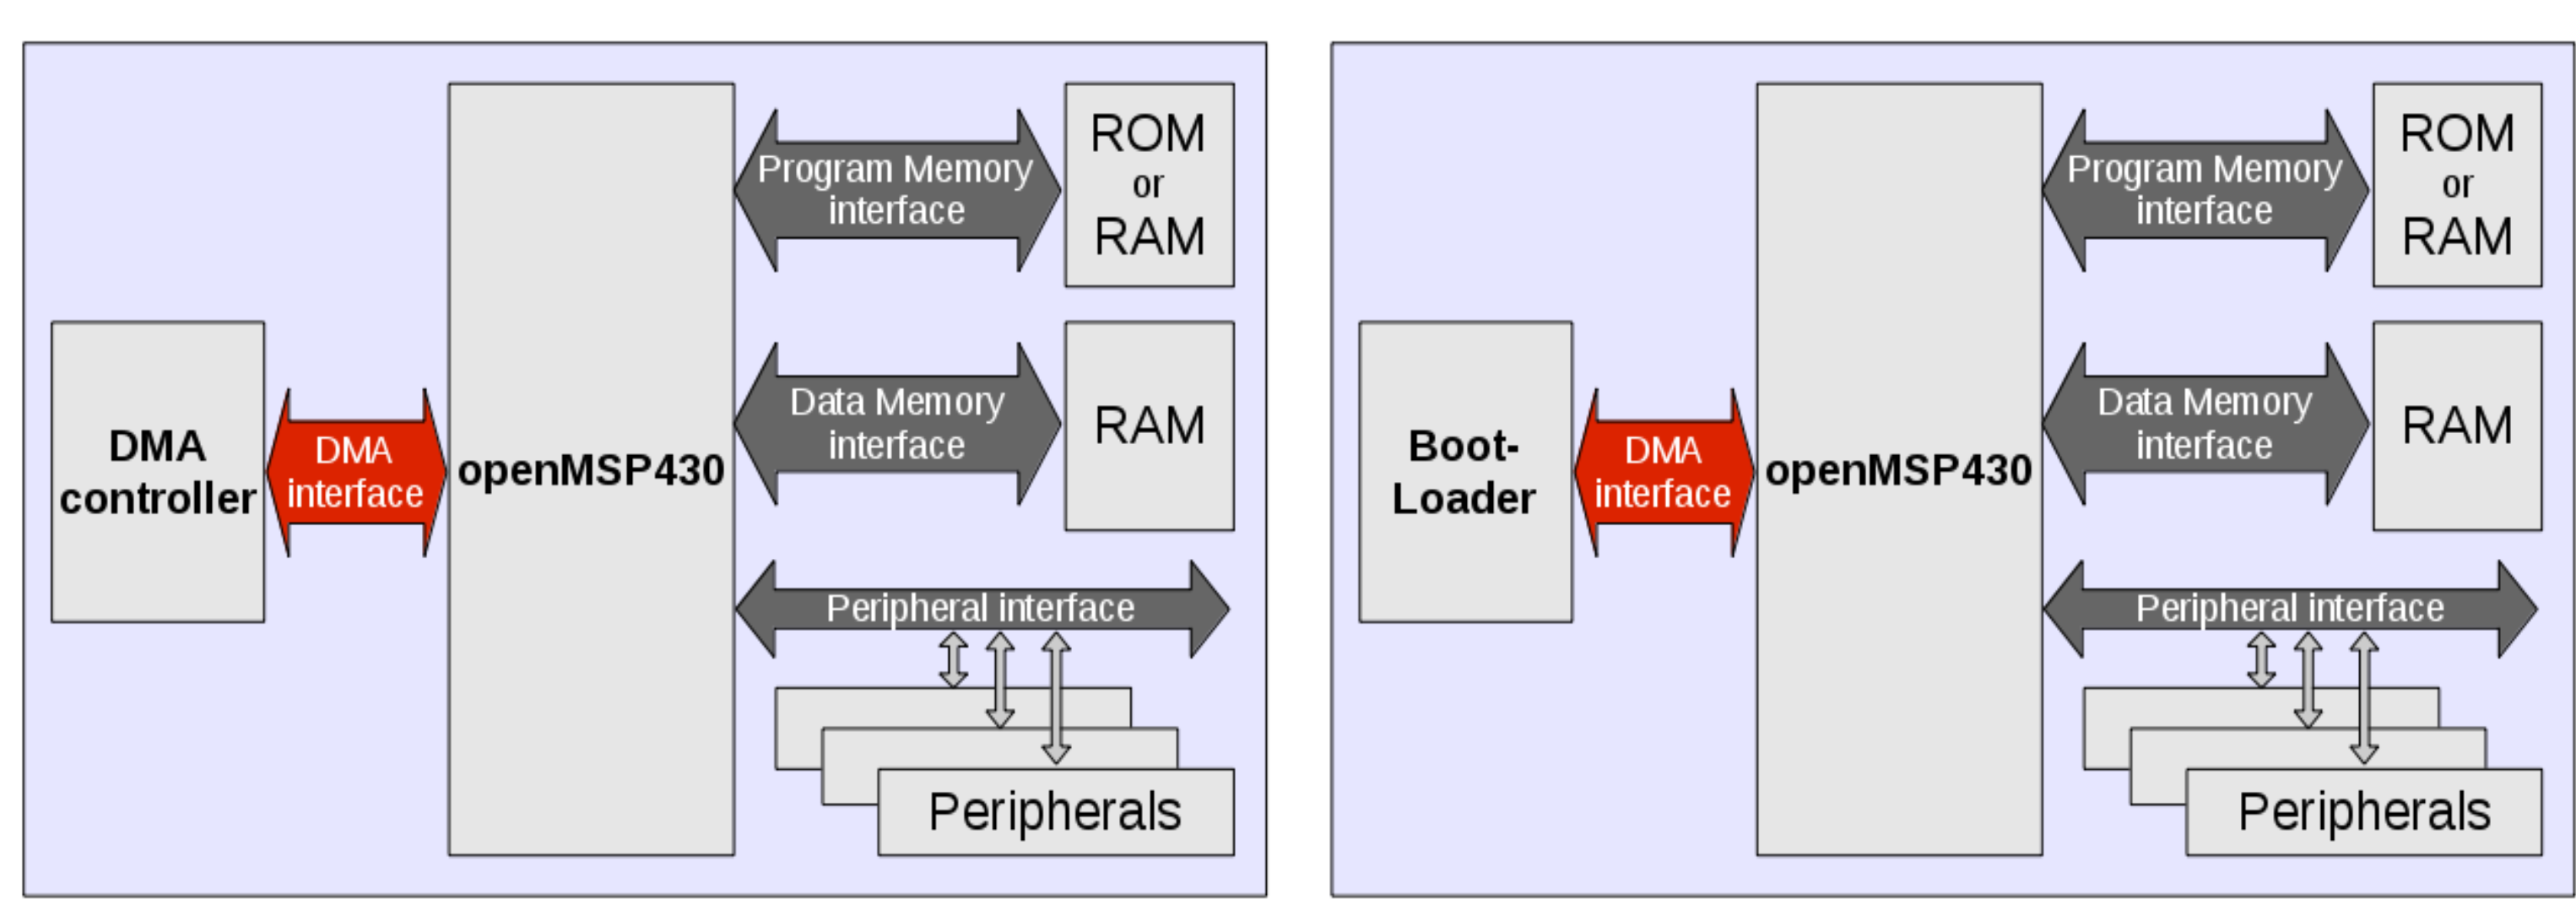 Program Memory
interface
ROM
or
RAM
DMA
controller
DMA
interface
openMSP430
Data Memory
interface
RAM
Peripheral interface
Peripherals
Program Memory
interface
ROM
or
RAM
Boot-
Loader
DMA
interface
openMSP430
Data Memory
interface
RAM
Peripheral interface
Peripherals